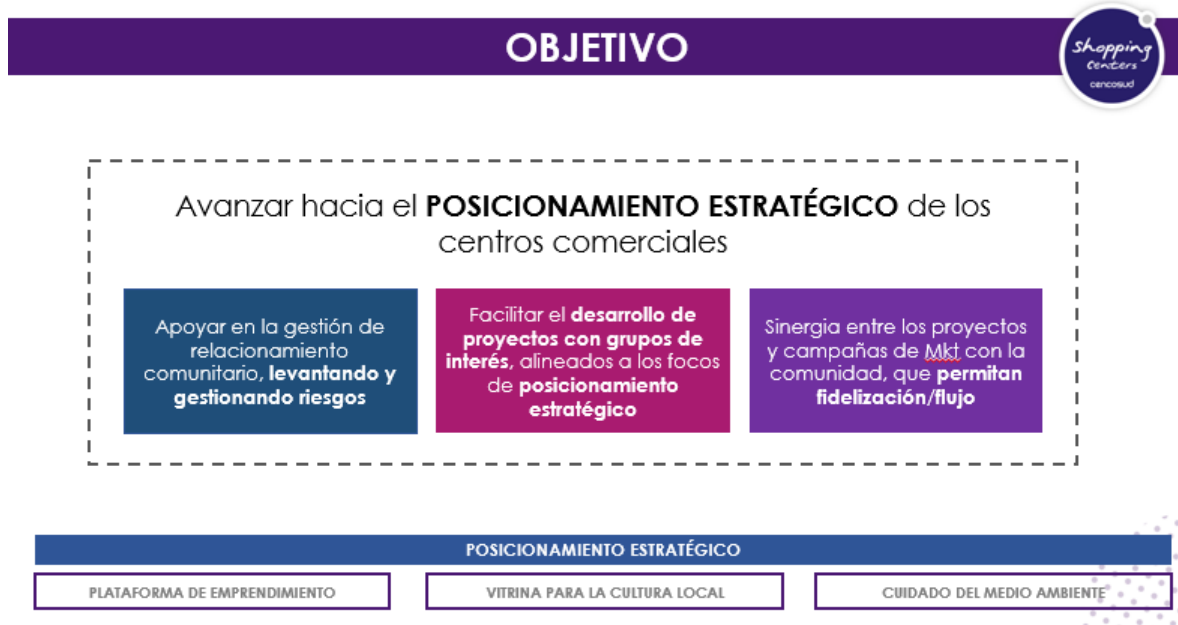 OBJETIVO
shopping
centers
cencosud
Avanzar hacia el POSICIONAMIENTO ESTRATÉGICO de los
centros comerciales
Apoyar en la gestión de
relacionamiento
comunitario, levantando y
gestionando riesgos
Facilitar el desarrollo de
proyectos con grupos de
interés, alineados a los focos
de posicionamiento
estratégico
Sinergia entre los proyectos
y campañas de Mkt con la
comunidad, que permitan
fidelización/flujo
POSICIONAMIENTO ESTRATÉGICO
PLATAFORMA DE EMPRENDIMIENTO
VITRINA PARA LA CULTURA LOCAL
CUIDADO DEL MEDIO AMBIENTE